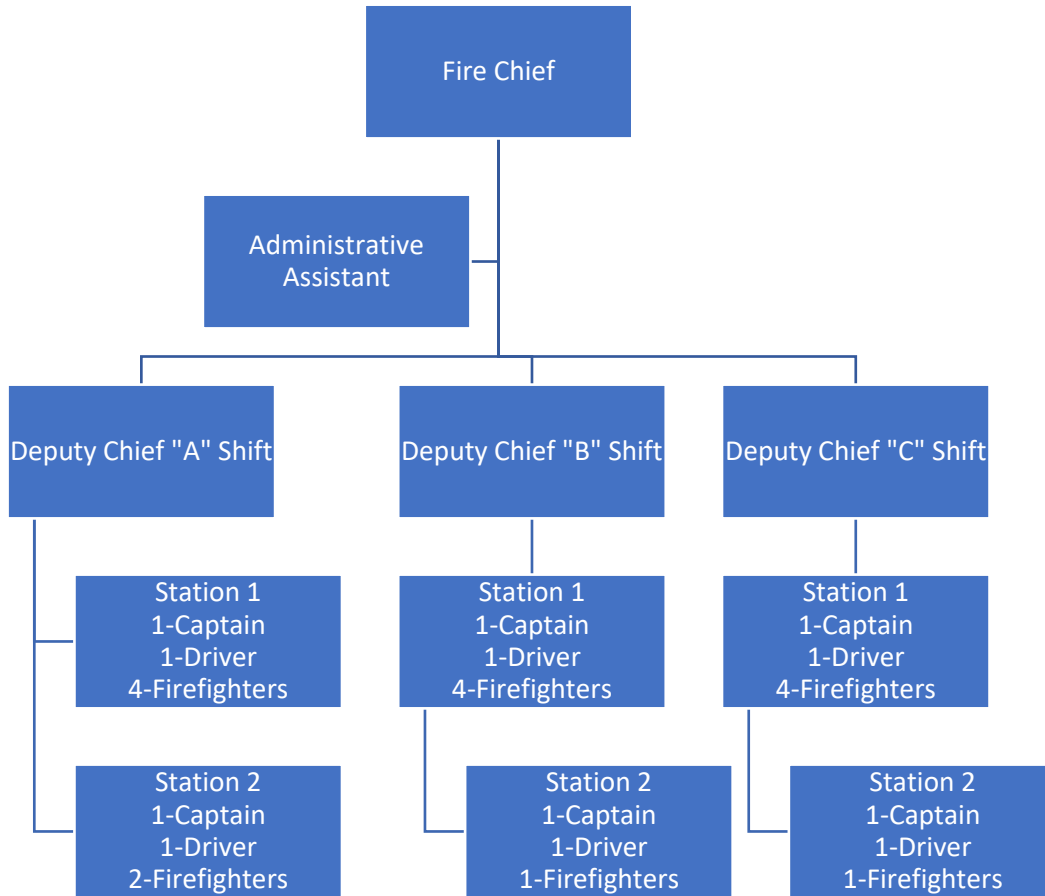 Fire Chief
Administrative
Assistant
Deputy Chief "A" Shift
Deputy Chief "B" Shift
Deputy Chief "C" Shift
Station 1
1-Captain
1-Driver
4-Firefighters
Station 1
1-Captain
1-Driver
4-Firefighters
Station 1
1-Captain
1-Driver
4-Firefighters
Station 2
1-Captain
1-Driver
2-Firefighters
Station 2
1-Captain
1-Driver
1-Firefighters
Station 2
1-Captain
1-Driver
1-Firefighters